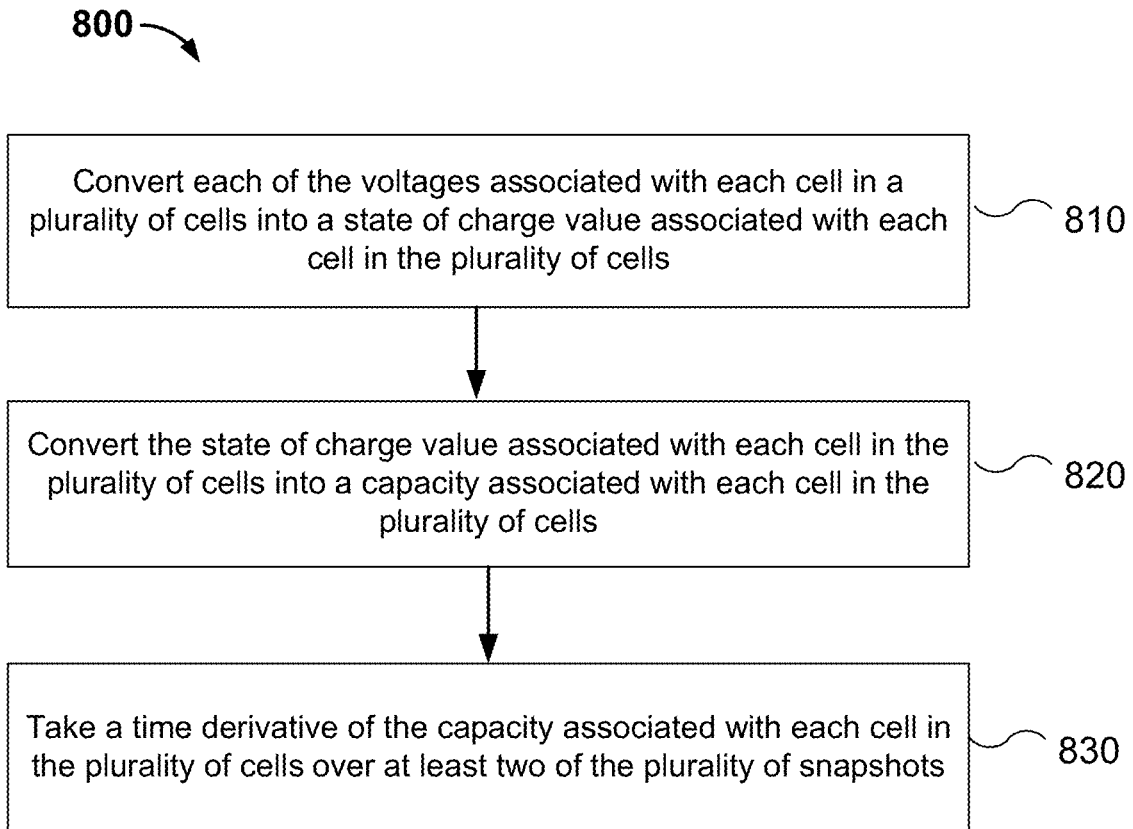 800
Convert each of the voltages associated with each cell in a
plurality of cells into a state of charge value associated with each
cell in the plurality of cells
810
Convert the state of charge value associated with each cell in the
plurality of cells into a capacity associated with each cell in the
plurality of cells
820
Take a time derivative of the capacity associated with each cell in
the plurality of cells over at least two of the plurality of snapshots
830